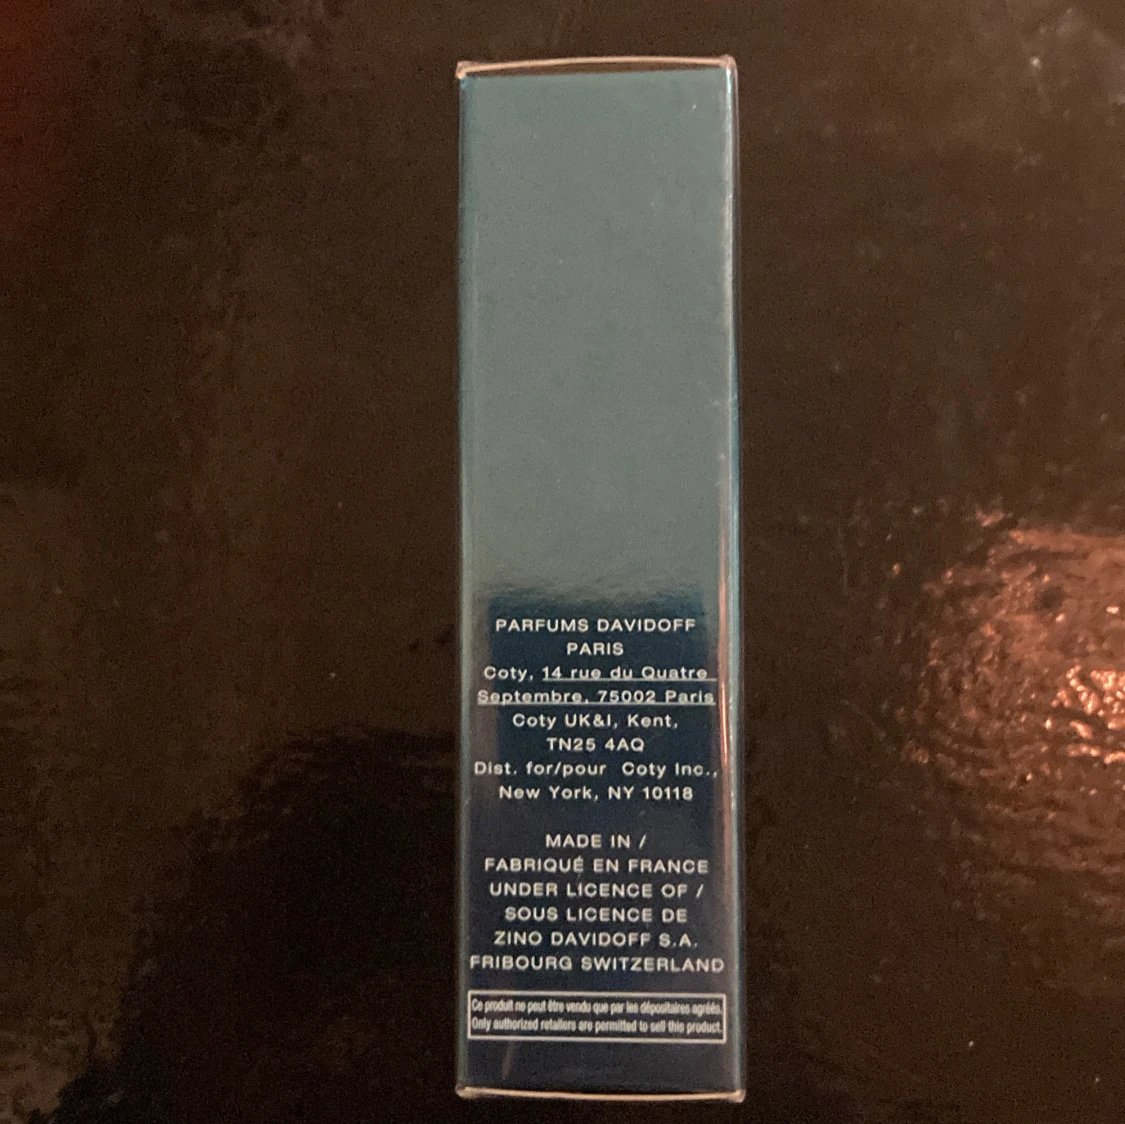 PARFUMS DAVIDOFF
PARIS
Coty, 14 rue du Quatre
Septembre, 75002 Paris
Coty UK&I, Kent,
TN25 4AQ
Dist. for/pour Coty Inc.,
New York, NY 10118
MADE IN /
FABRIQUÉ EN FRANCE
UNDER LICENCE OF /
SOUS LICENCE DE
ZINO DAVIDOFF S.A.
FRIBOURG SWITZERLAND
Ce produit ne peut être vendu que par les dépositaires agréés.
Only authorized retailers are permitted to sell this product.